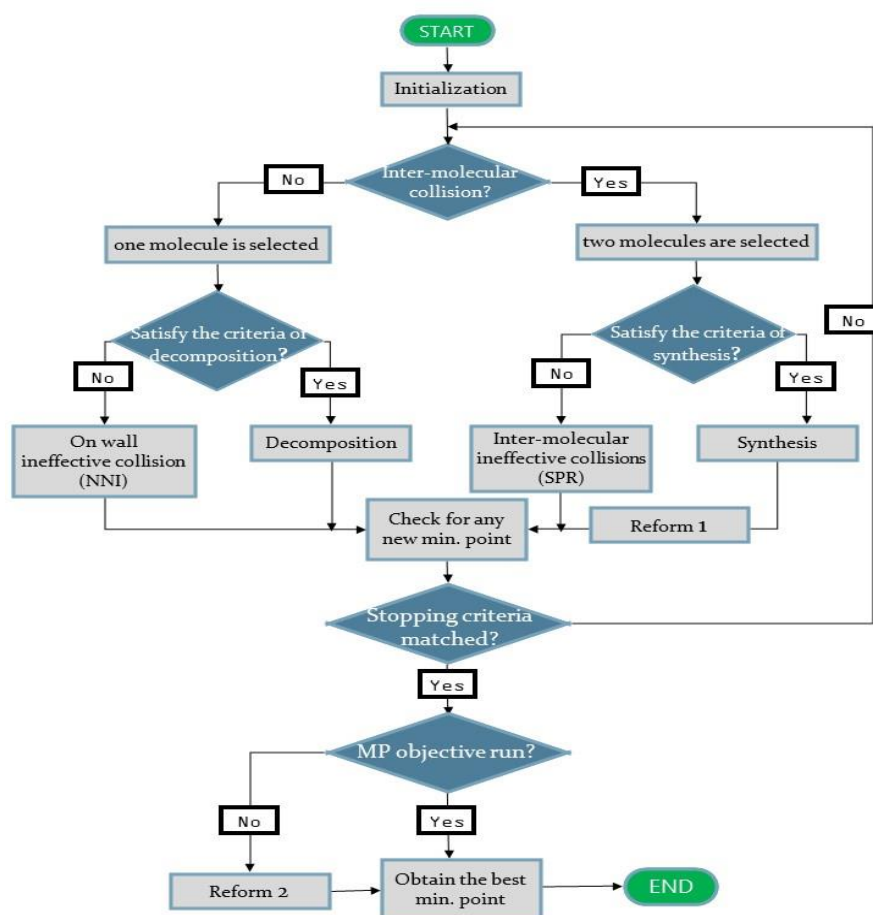 START
Initialization
Inter-molecular
collision?
No
Yes
one molecule is selected
two molecules are selected
Satisfy the criteria of
decomposition?
Satisfy the criteria of
synthesis?
No
No
Yes
No
Yes
On wall
ineffective collision
(NNI)
Decomposition
Inter-molecular
ineffective collisions
(SPR)
Synthesis
Check for any
new min. point
Reform 1
Stopping criteria
matched?
Yes
MP objective run?
No
Yes
Reform 2
Obtain the best
min. point
END